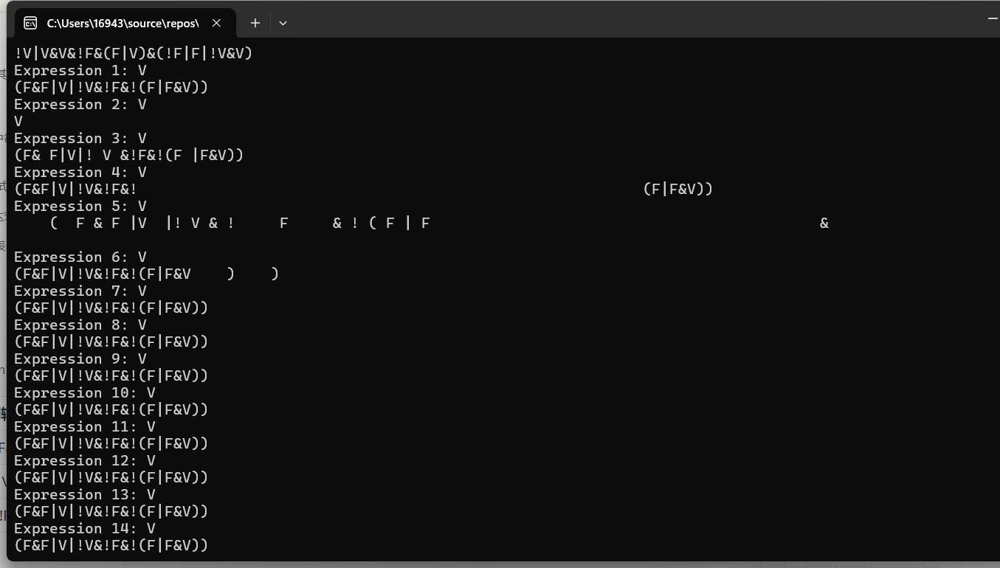 C:\Users\16943\source\repos\
!V|V&V&!F&(F|V)&(!F|F|!V&V)
Expression 1: V
(F&F|V|!V&!F&!(F|F&V))
Expression 2: V
V
Expression 3: V
(F& F|V|! V &!F&!(F |F&V))
Expression 4: V
(F&F|V|!V&!F&!                                                         (F|F&V))
Expression 5: V
    (  F & F |V  |! V & !     F     & ! ( F | F                                            &
Expression 6: V
(F&F|V|!V&!F&!(F|F&V    )    )
Expression 7: V
(F&F|V|!V&!F&!(F|F&V))
Expression 8: V
(F&F|V|!V&!F&!(F|F&V))
Expression 9: V
(F&F|V|!V&!F&!(F|F&V))
Expression 10: V
(F&F|V|!V&!F&!(F|F&V))
Expression 11: V
(F&F|V|!V&!F&!(F|F&V))
Expression 12: V
(F&F|V|!V&!F&!(F|F&V))
Expression 13: V
(F&F|V|!V&!F&!(F|F&V))
Expression 14: V
(F&F|V|!V&!F&!(F|F&V))